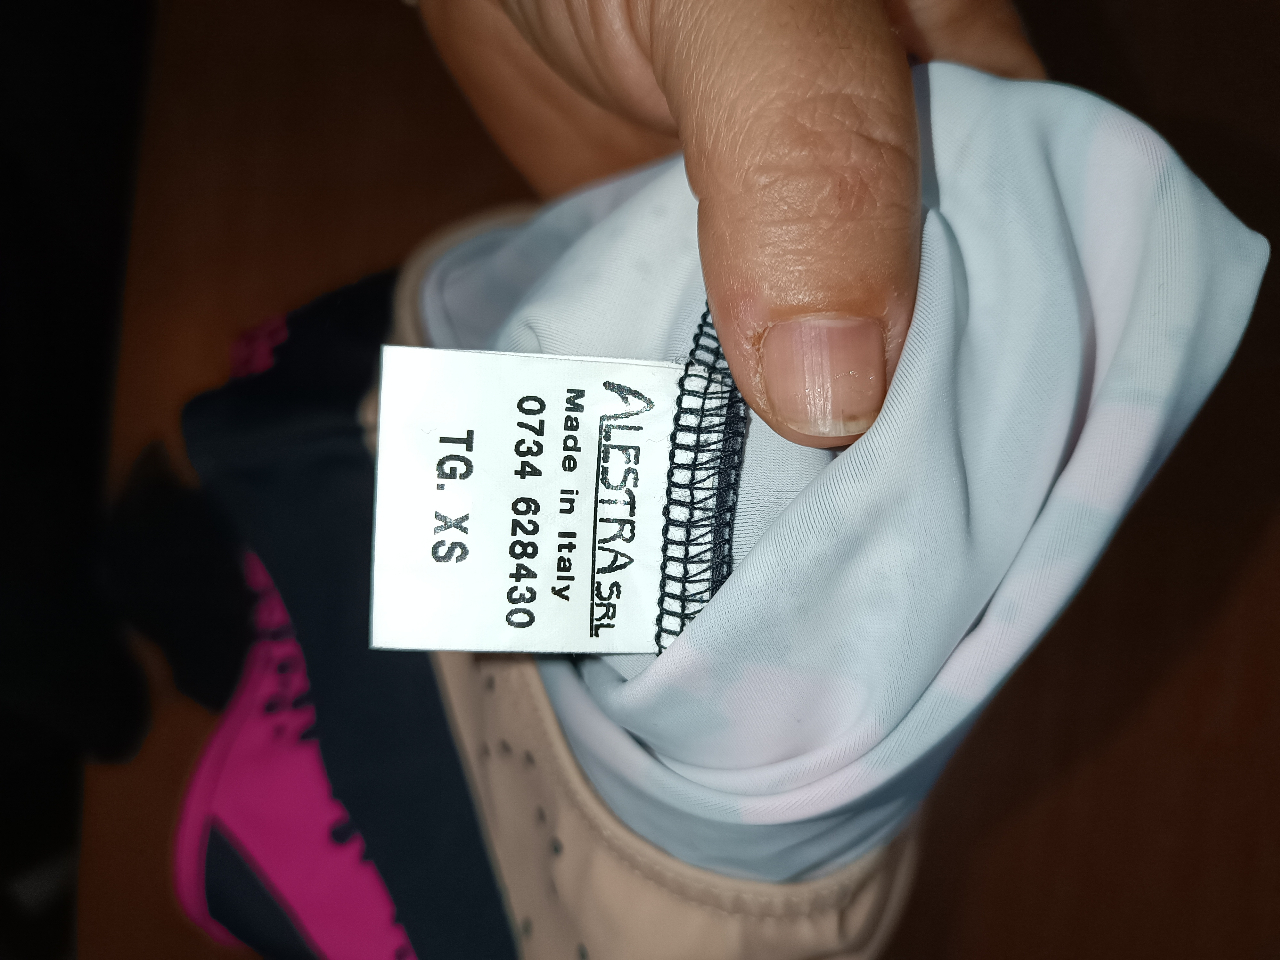 ALESTRA SRL
Made in Italy
0734 628430
TG. XS